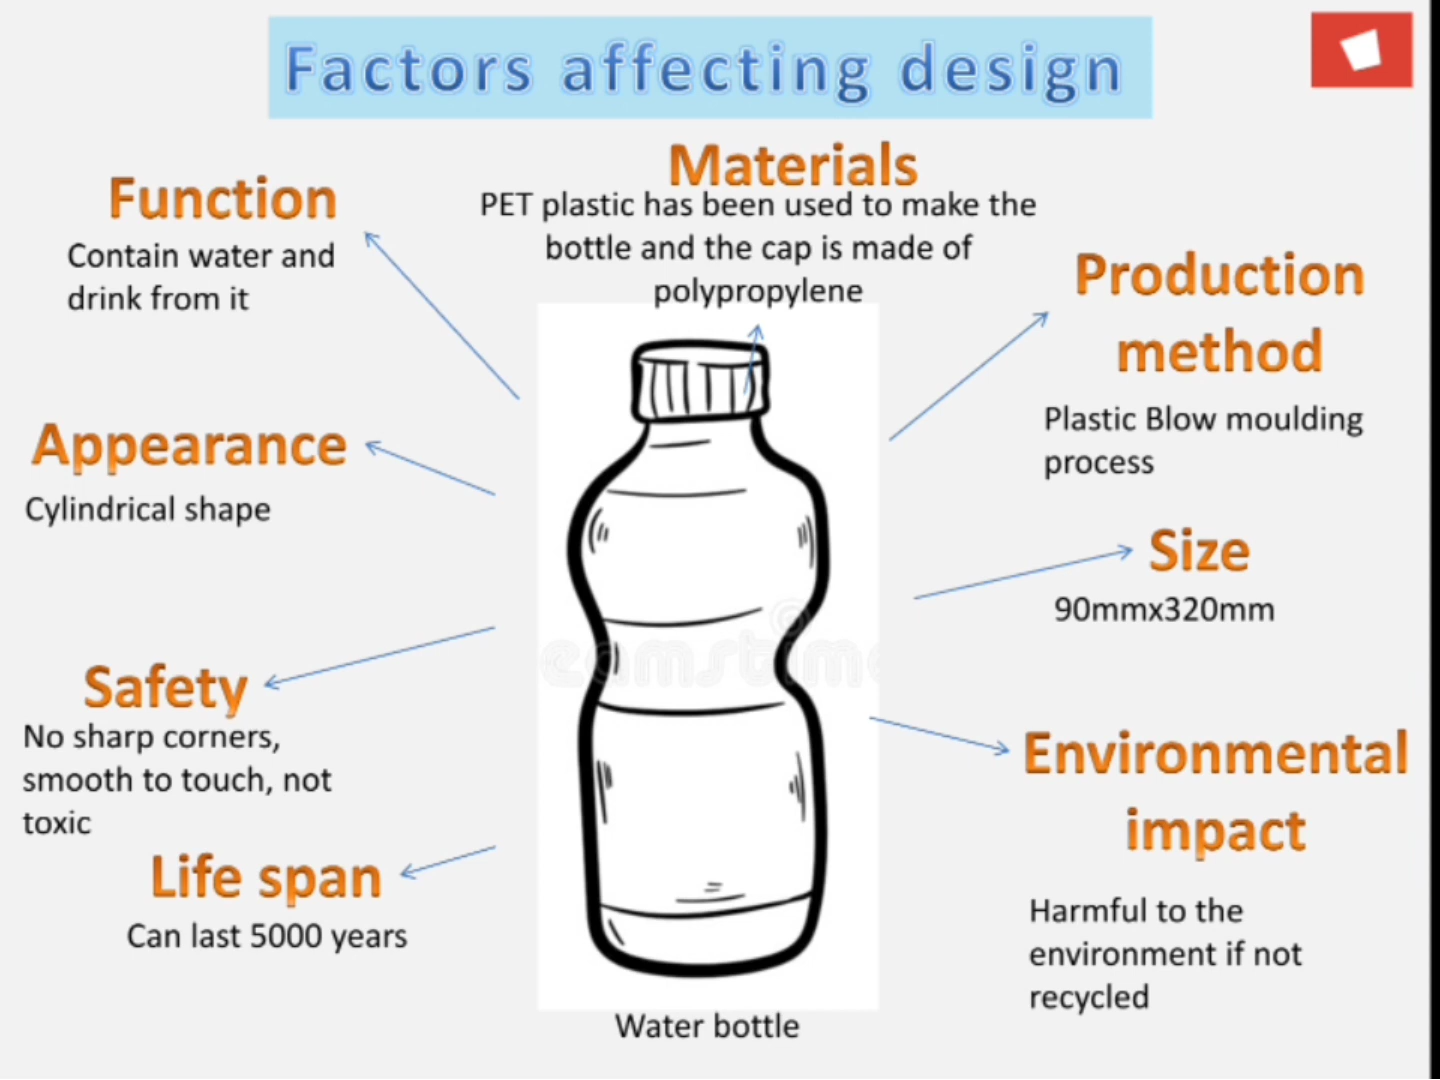 Factors affecting design
Materials
PET plastic has been used to make the
bottle and the cap is made of
polypropylene
Function
Contain water and
drink from it
Production
method
Plastic Blow moulding
process
Appearance
Cylindrical shape
Size
90mmx320mm
Safety
No sharp corners,
smooth to touch, not
toxic
Environmental
impact
Harmful to the
environment if not
recycled
Life span
Can last 5000 years
eamstime
Water bottle